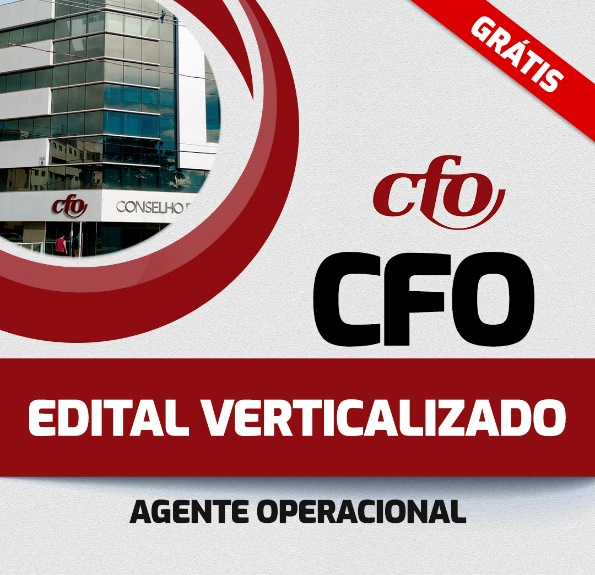 GRÁTIS
cfo
CONSELHO
cfo
CFO
EDITAL VERTICALIZADO
AGENTE OPERACIONAL